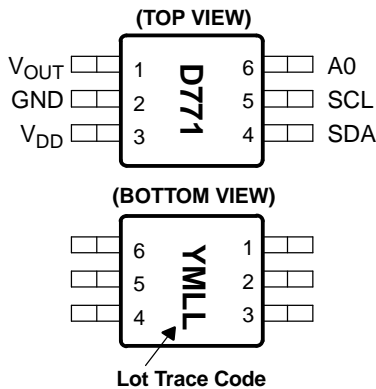 (TOP VIEW)
VOUT 1 D771 6 A0
GND 2 5 SCL
VDD 3 4 SDA
(BOTTOM VIEW)
6 YMLL 1
5 2
4 3
Lot Trace Code